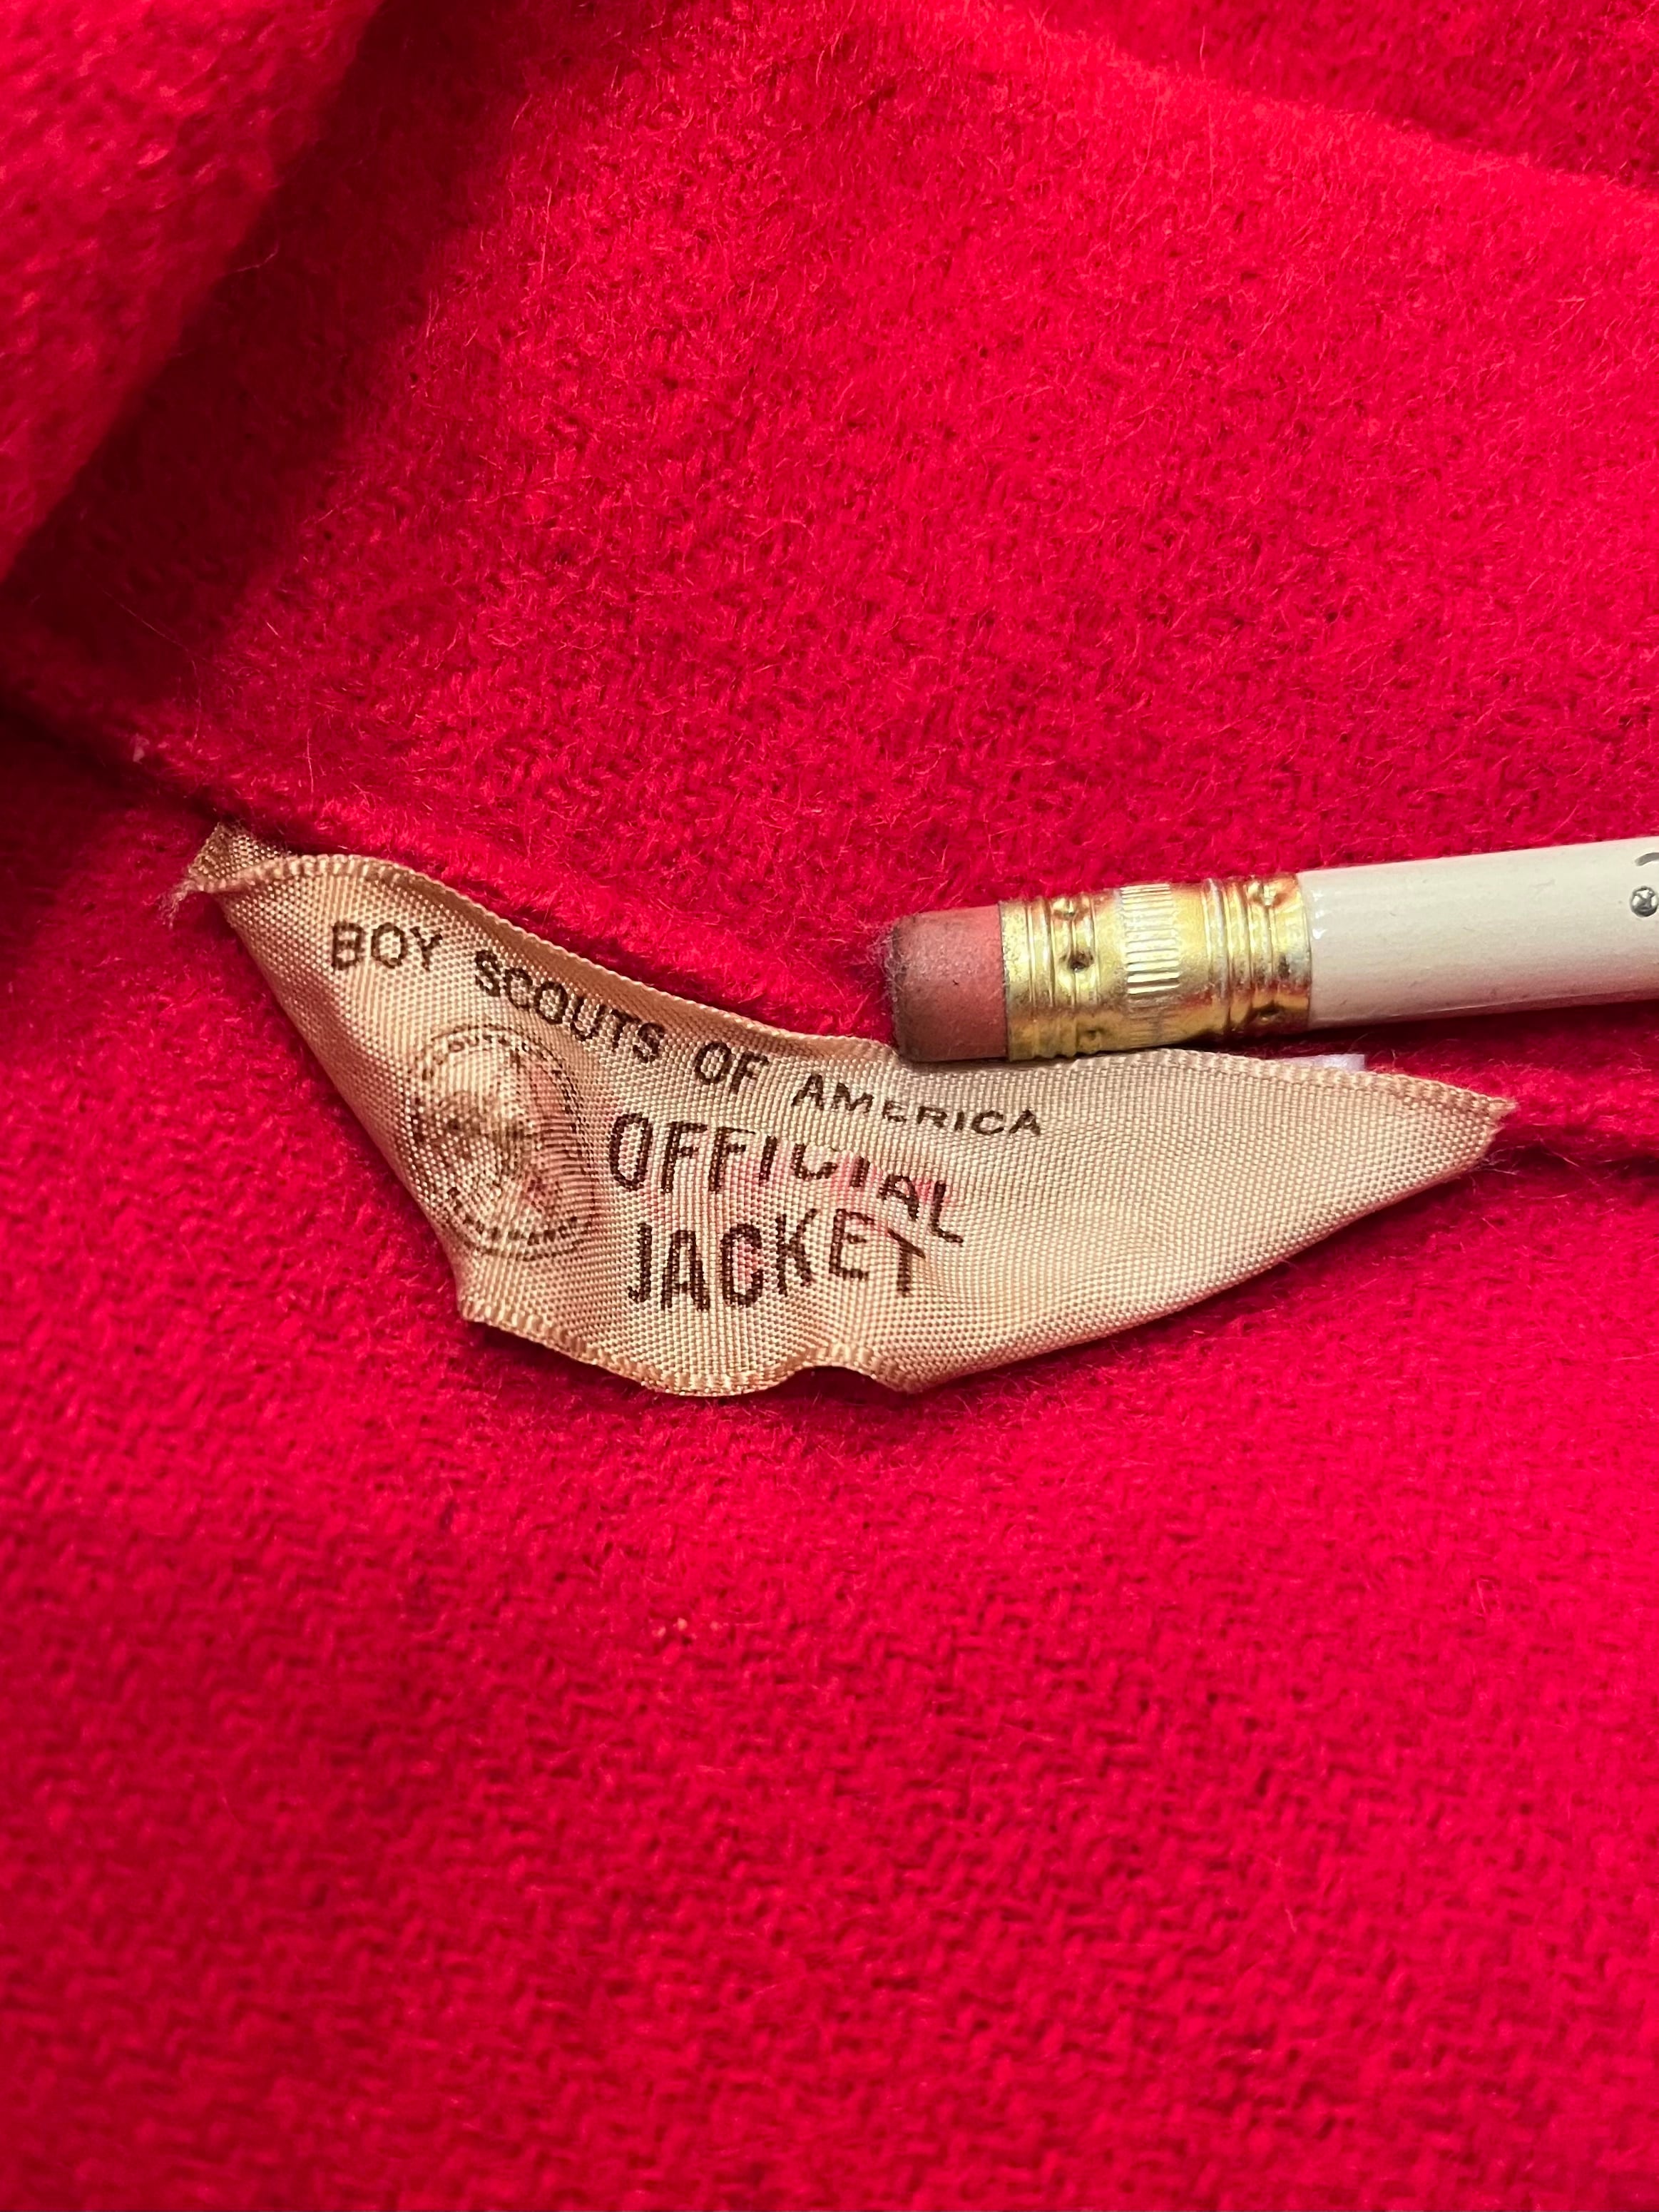 BOY SCOUTS OF AMERICA
OFFICIAL
JACKET